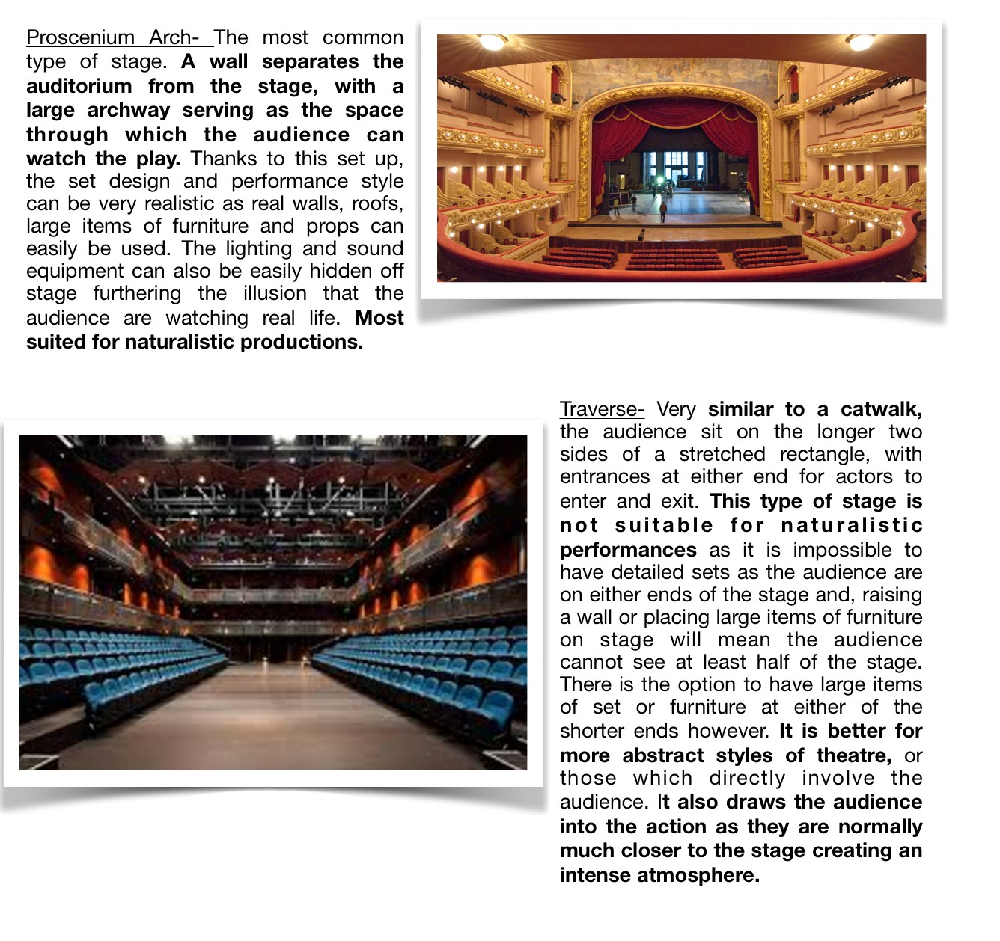 Proscenium Arch- The most common
type of stage. A wall separates the
auditorium from the stage, with a
large archway serving as the space
through which the audience can
watch the play. Thanks to this set up,
the set design and performance style
can be very realistic as real walls, roofs,
large items of furniture and props can
easily be used. The lighting and sound
equipment can also be easily hidden off
stage furthering the illusion that the
audience are watching real life. Most
suited for naturalistic productions.
Traverse- Very similar to a catwalk,
the audience sit on the longer two
sides of a stretched rectangle, with
entrances at either end for actors to
enter and exit. This type of stage is
not suitable for naturalistic
performances as it is impossible to
have detailed sets as the audience are
on either ends of the stage and, raising
a wall or placing large items of furniture
on stage will mean the audience
cannot see at least half of the stage.
There is the option to have large items
of set or furniture at either of the
shorter ends however. It is better for
more abstract styles of theatre, or
those which directly involve the
audience. It also draws the audience
into the action as they are normally
much closer to the stage creating an
intense atmosphere.